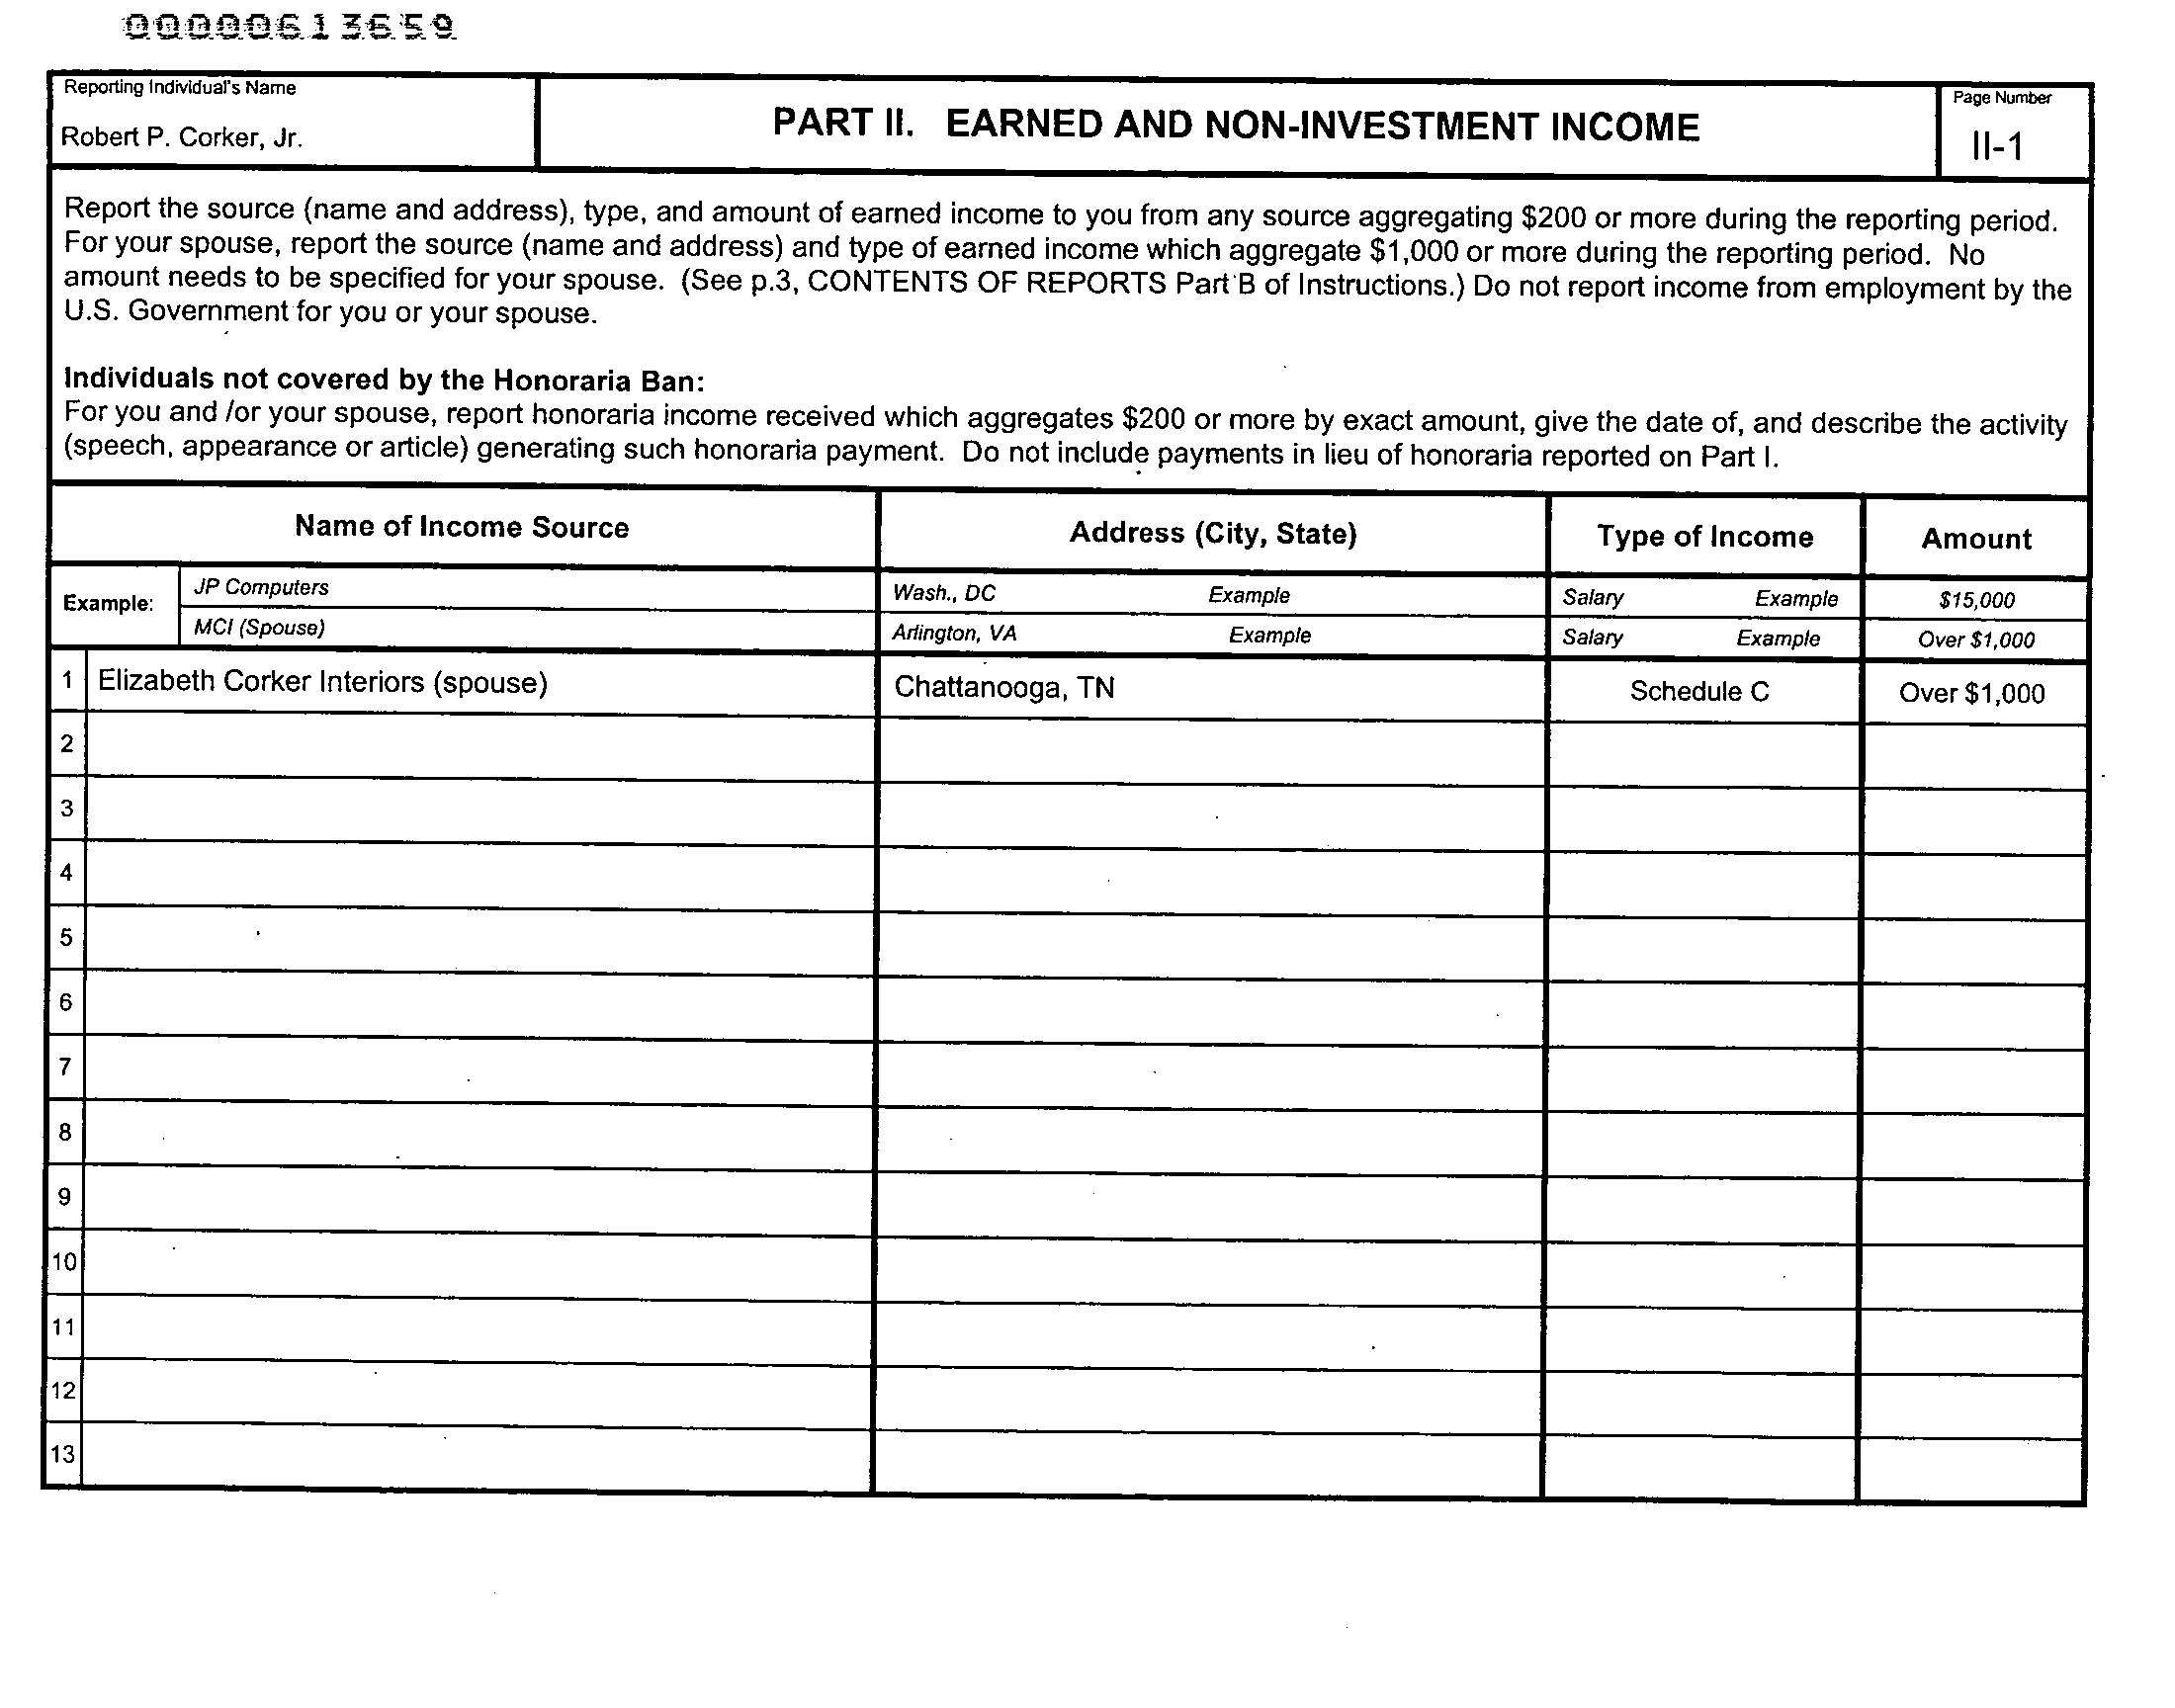 00000613659
Reporting Individual's Name
Robert P. Corker, Jr.
PART II. EARNED AND NON-INVESTMENT INCOME
Page Number
II-1
Report the source (name and address), type, and amount of earned income to you from any source aggregating $200 or more during the reporting period.
For your spouse, report the source (name and address) and type of earned income which aggregate $1,000 or more during the reporting period. No
amount needs to be specified for your spouse. (See p.3, CONTENTS OF REPORTS Part B of Instructions.) Do not report income from employment by the
U.S. Government for you or your spouse.
Individuals not covered by the Honoraria Ban:
For you and /or your spouse, report honoraria income received which aggregates $200 or more by exact amount, give the date of, and describe the activity
(speech, appearance or article) generating such honoraria payment. Do not include payments in lieu of honoraria reported on Part I.
Name of Income Source Address (City, State) Type of Income Amount
Example:
JP Computers Wash., DC Example Salary Example $15,000
MCI (Spouse) Arlington, VA Example Salary Example Over $1,000
1 Elizabeth Corker Interiors (spouse) Chattanooga, TN Schedule C Over $1,000
2
3
4
5
6
7
8
9
10
11
12
13